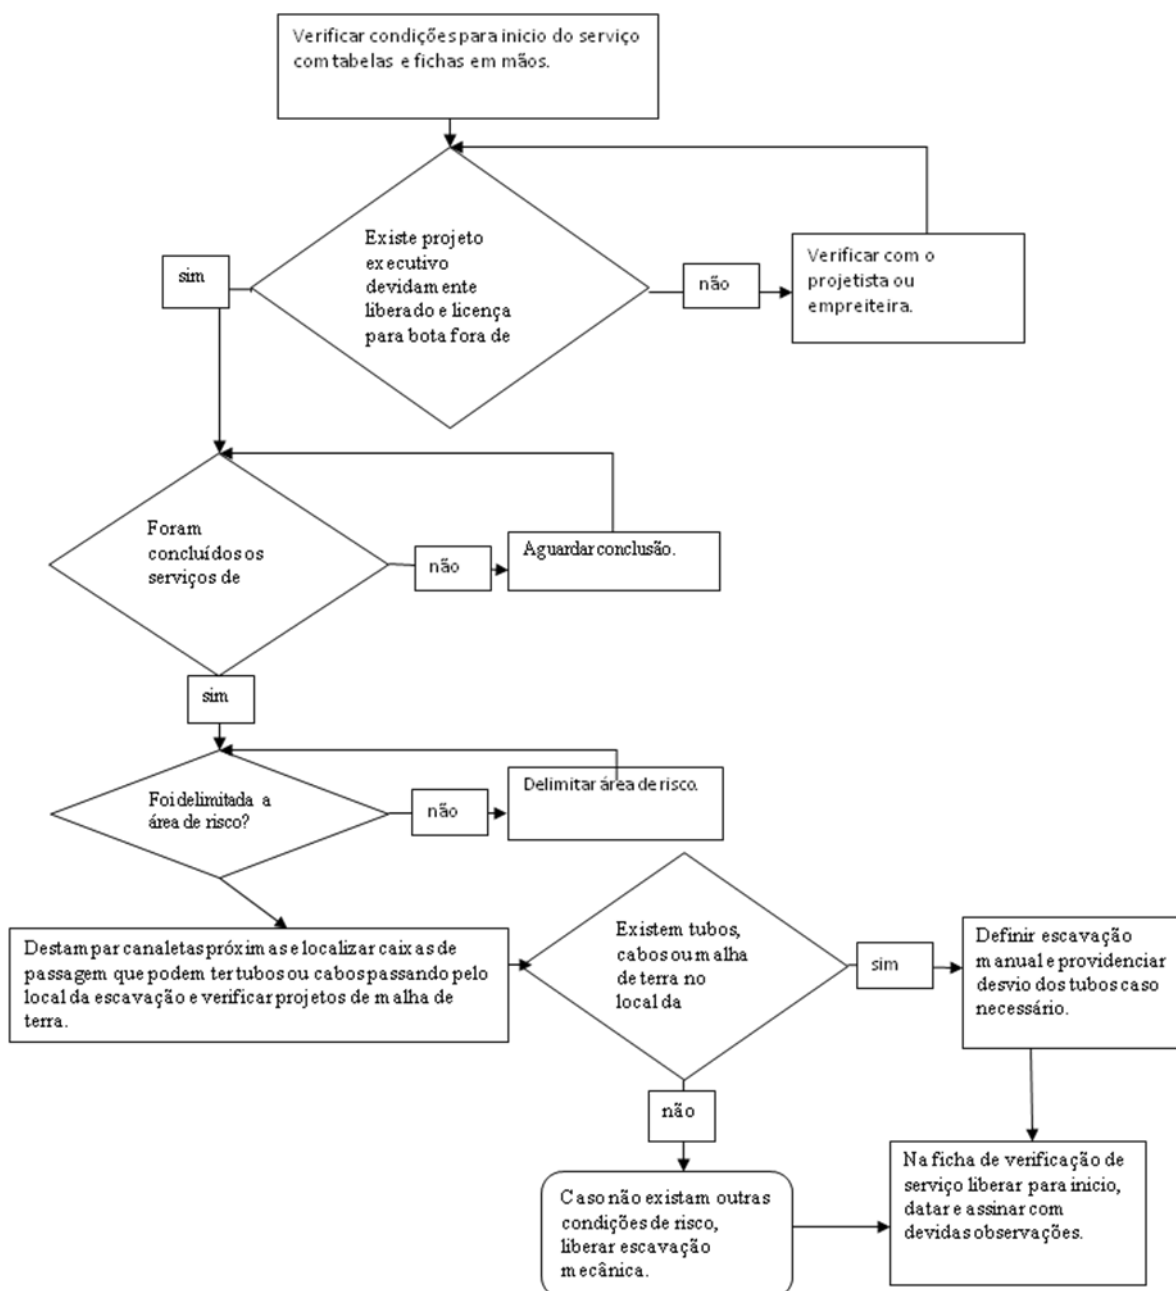 Verificar condições para inicio do serviço
com tabelas e fichas em mãos.
Existe projeto
executivo
devidamente
liberado e licença
para bota fora de
sim
não
Verificar com o
projetista ou
empreiteira.
Foram
concluídos os
serviços de
não
Aguardar conclusão.
sim
Foi delimitada a
área de risco?
não
Delimitar área de risco.
Destampar canaletas próximas e localizar caixas de
passagem que podem ter tubos ou cabos passando pelo
local da escavação e verificar projetos de malha de
terra.
Existem tubos,
cabos ou malha
de terra no
local da
sim
Definir escavação
manual e providenciar
desvio dos tubos caso
necessário.
não
Caso não existam outras
condições de risco,
liberar escavação
mecânica.
Na ficha de verificação de
serviço liberar para inicio,
datar e assinar com
devidas observações.